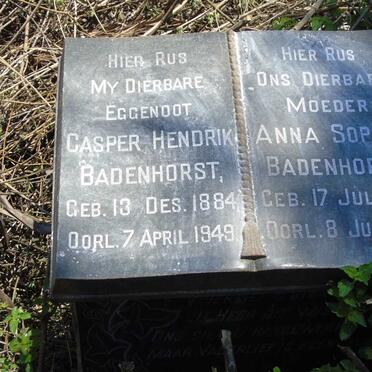 HIER RUS
MY DIERBARE
EGGENOOT
CASPER HENDRIK
BADENHORST,
GEB. 13 DES. 1884
OORL. 7 APRIL 1949.
HIER RUS
ONS DIERBA
MOEDER
ANNA SOP
BADENHO
GEB. 17 JUL
OORL. 8 JU